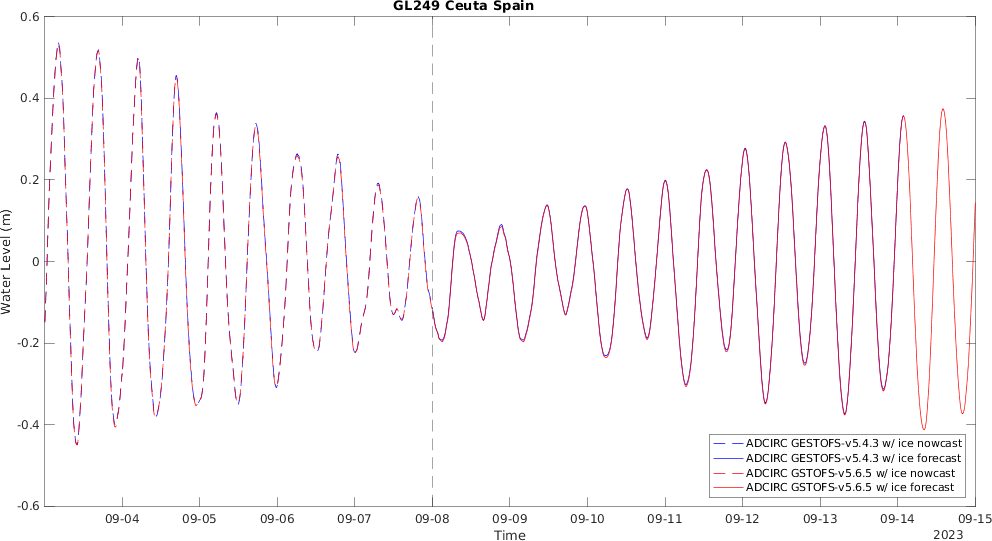 GL249 Ceuta Spain
0.6
0.4
0.2
0
-0.2
-0.4
-0.6
Water Level (m)
09-04
09-05
09-06
09-07
09-08
09-09
09-10
09-11
09-12
09-13
09-14
09-15
Time
2023
ADCIRC GESTOFS-v5.4.3 w/ ice nowcast
ADCIRC GESTOFS-v5.4.3 w/ ice forecast
ADCIRC GSTOFS-v5.6.5 w/ ice nowcast
ADCIRC GSTOFS-v5.6.5 w/ ice forecast